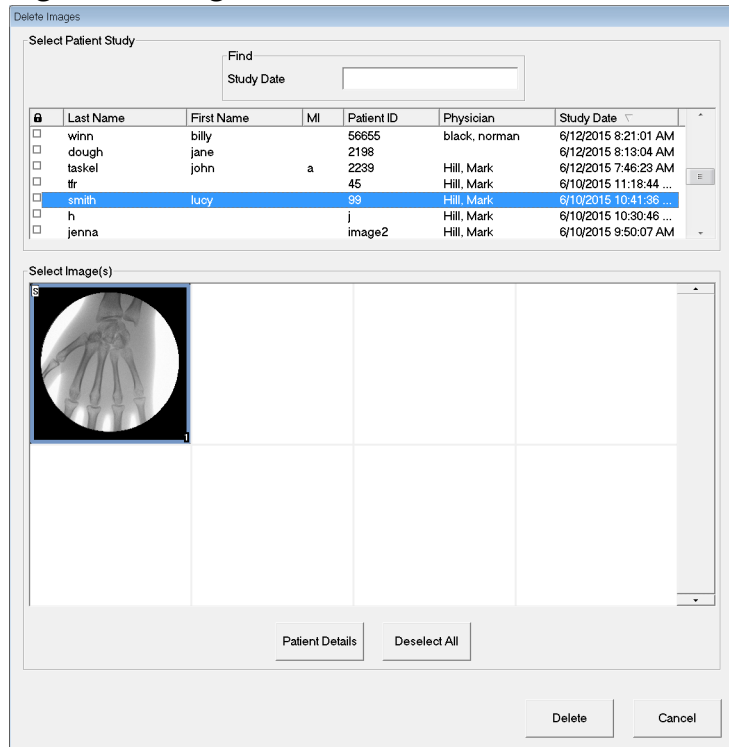 Delete Images
Select Patient Study
Find
Study Date
Last Name First Name MI Patient ID Physician Study Date
winn billy 56655 black, norman 6/12/2015 8:21:01 AM
dough jane 2198 6/12/2015 8:13:04 AM
taskel john a 2239 Hill, Mark 6/12/2015 7:46:23 AM
tfr 45 Hill, Mark 6/10/2015 11:18:44 ...
smith lucy 99 Hill, Mark 6/10/2015 10:41:36 ...
h j Hill, Mark 6/10/2015 10:30:46 ...
jenna image2 Hill, Mark 6/10/2015 9:50:07 AM
Select Image(s)
S
1
Patient Details Deselect All
Delete Cancel